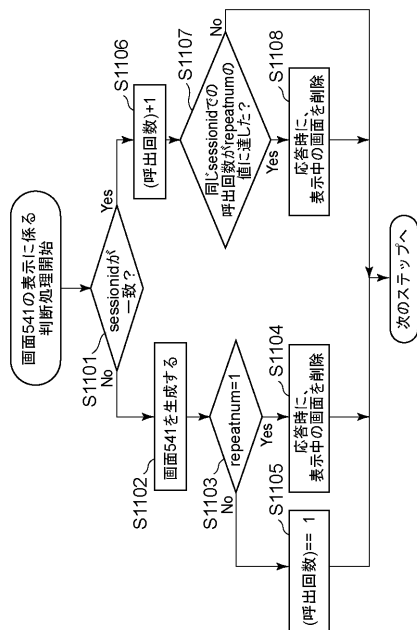 画面541の表示に係る
判断処理開始
S1101
sessionidが
一致?
No
Yes
S1102
画面541を生成する
S1103
repeatnum=1
No
Yes
S1105
(呼出回数)== 1
S1104
応答時に、
表示中の画面を削除
S1106
(呼出回数)+1
S1107
同じsessionidでの
呼出回数がrepeatnumの
値に達した?
No
Yes
S1108
応答時に、
表示中の画面を削除
次のステップへ